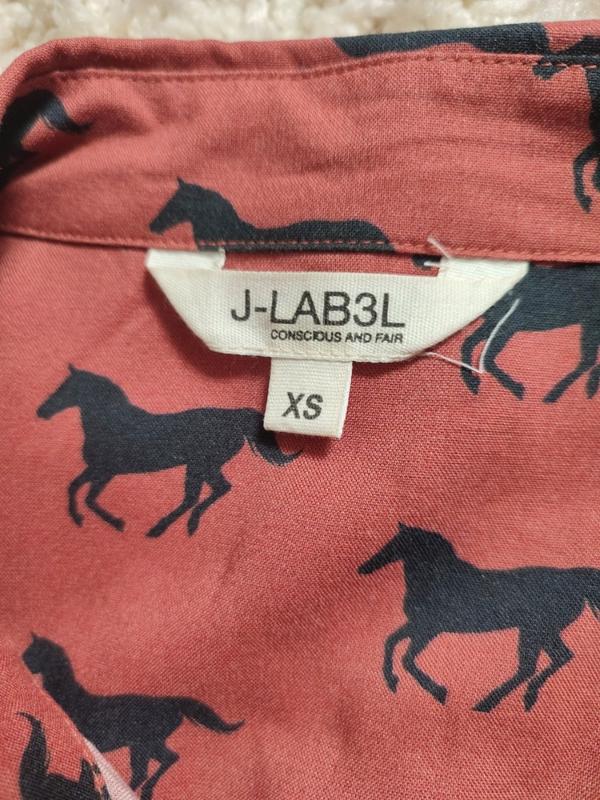 J-LAB3L
CONSCIOUS AND FAIR
XS